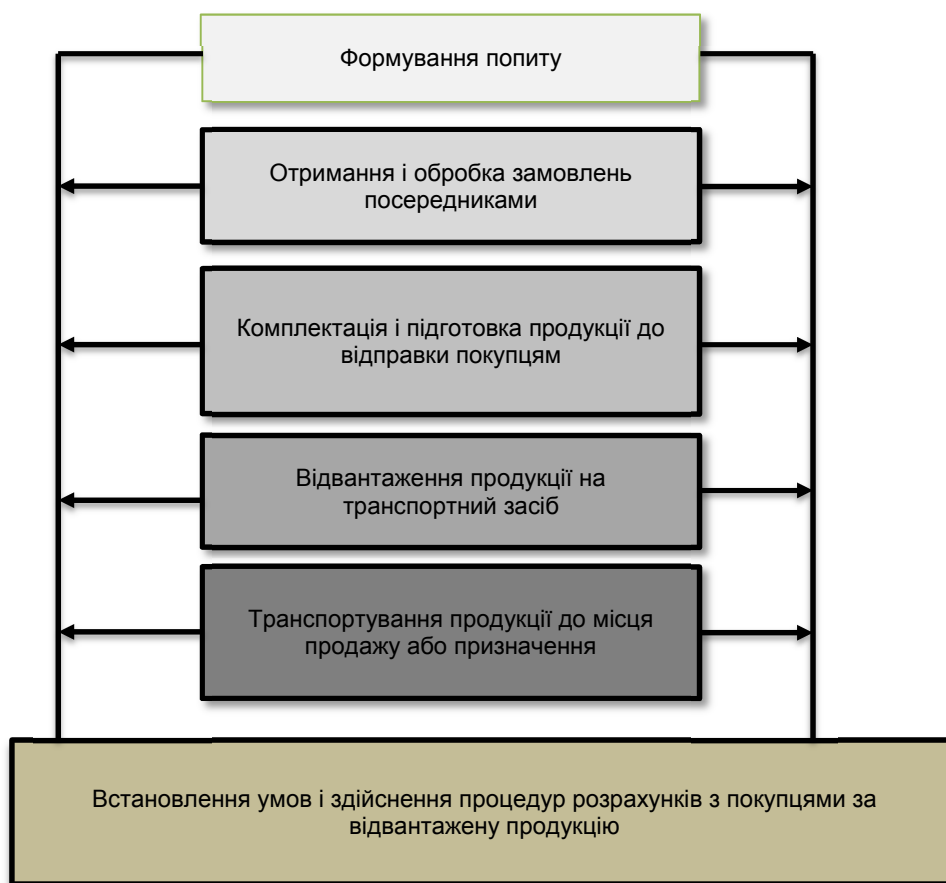 Формування попиту
Отримання і обробка замовлень
посередниками
Комплектація і підготовка продукції до
відправки покупцям
Відвантаження продукції на
транспортний засіб
Транспортування продукції до місця
продажу або призначення
Встановлення умов і здійснення процедур розрахунків з покупцями за
відвантажену продукцію